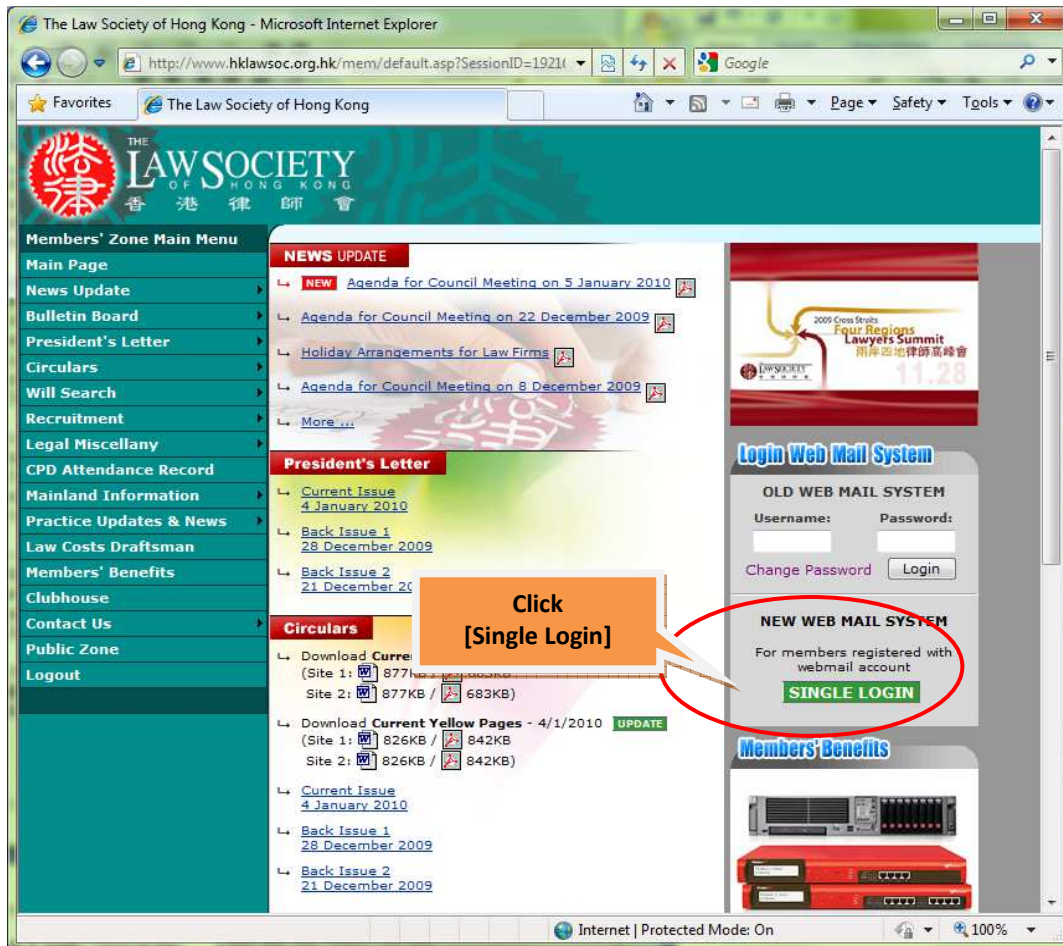 The Law Society of Hong Kong - Microsoft Internet Explorer
http://www.hklawsoc.org.hk/mem/default.asp?SessionID=1921(
Google
Favorites
The Law Society of Hong Kong
Page
Safety
Tools
THE
LAW SOCIETY
OF HONG KONG
香港律師會
Members' Zone Main Menu
Main Page
News Update
Bulletin Board
President's Letter
Circulars
Will Search
Recruitment
Legal Miscellany
CPD Attendance Record
Mainland Information
Practice Updates & News
Law Costs Draftsman
Members' Benefits
Clubhouse
Contact Us
Public Zone
Logout
NEWS UPDATE
NEW Agenda for Council Meeting on 5 January 2010
Agenda for Council Meeting on 22 December 2009
Holiday Arrangements for Law Firms
Agenda for Council Meeting on 8 December 2009
More ...
President's Letter
Current Issue
4 January 2010
Back Issue 1
28 December 2009
Back Issue 2
21 December 20
Circulars
Download Curre
(Site 1: 877KB / 683KB
Site 2: 877KB / 683KB)
Download Current Yellow Pages - 4/1/2010 UPDATE
(Site 1: 826KB / 842KB
Site 2: 826KB / 842KB)
Current Issue
4 January 2010
Back Issue 1
28 December 2009
Back Issue 2
21 December 2009
Click
[Single Login]
2009 Cross Straits
Four Regions
Lawyers Summit
兩岸四地律師高峰會
LAW SOCIETY
11.28
Login Web Mail System
OLD WEB MAIL SYSTEM
Username: Password:
Change Password Login
NEW WEB MAIL SYSTEM
For members registered with
webmail account
SINGLE LOGIN
Members' Benefits
Internet | Protected Mode: On
100%